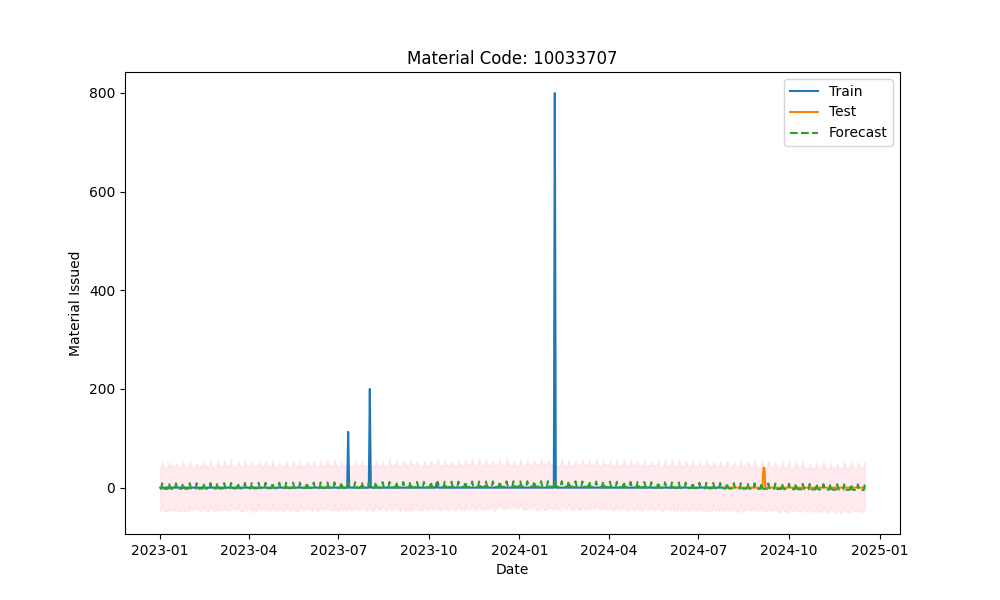 Material Code: 10033707
Train
Test
Forecast
800
600
400
200
0
Material Issued
2023-01 2023-04 2023-07 2023-10 2024-01 2024-04 2024-07 2024-10 2025-01
Date